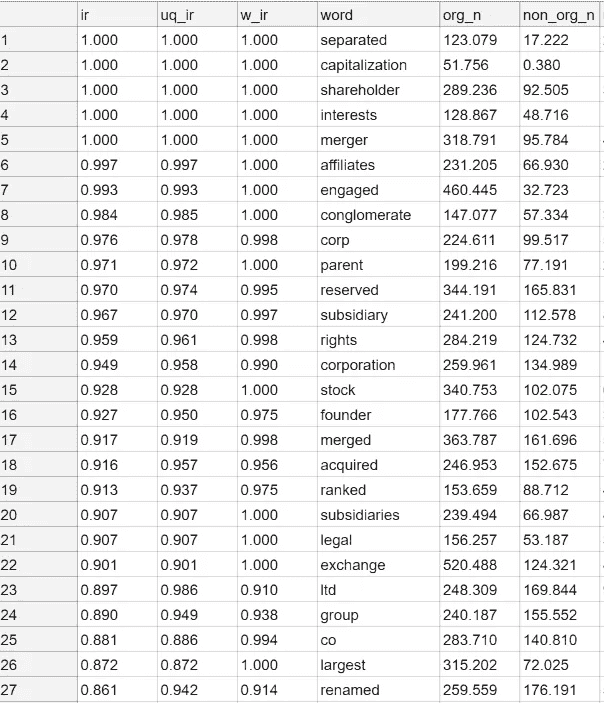 ir uq_ir w_ir word org_n non_org_n
1 1.000 1.000 1.000 separated 123.079 17.222
2 1.000 1.000 1.000 capitalization 51.756 0.380
3 1.000 1.000 1.000 shareholder 289.236 92.505
4 1.000 1.000 1.000 interests 128.867 48.716
5 1.000 1.000 1.000 merger 318.791 95.784
6 0.997 0.997 1.000 affiliates 231.205 66.930
7 0.993 0.993 1.000 engaged 460.445 32.723
8 0.984 0.985 1.000 conglomerate 147.077 57.334
9 0.976 0.978 0.998 corp 224.611 99.517
10 0.971 0.972 1.000 parent 199.216 77.191
11 0.970 0.974 0.995 reserved 344.191 165.831
12 0.967 0.970 0.997 subsidiary 241.200 112.578
13 0.959 0.961 0.998 rights 284.219 124.732
14 0.949 0.958 0.990 corporation 259.961 134.989
15 0.928 0.928 1.000 stock 340.753 102.075
16 0.927 0.950 0.975 founder 177.766 102.543
17 0.917 0.919 0.998 merged 363.787 161.696
18 0.916 0.957 0.956 acquired 246.953 152.675
19 0.913 0.937 0.975 ranked 153.659 88.712
20 0.907 0.907 1.000 subsidiaries 239.494 66.987
21 0.907 0.907 1.000 legal 156.257 53.187
22 0.901 0.901 1.000 exchange 520.488 124.321
23 0.897 0.986 0.910 ltd 248.309 169.844
24 0.890 0.949 0.938 group 240.187 155.552
25 0.881 0.886 0.994 co 283.710 140.810
26 0.872 0.872 1.000 largest 315.202 72.025
27 0.861 0.942 0.914 renamed 259.559 176.191